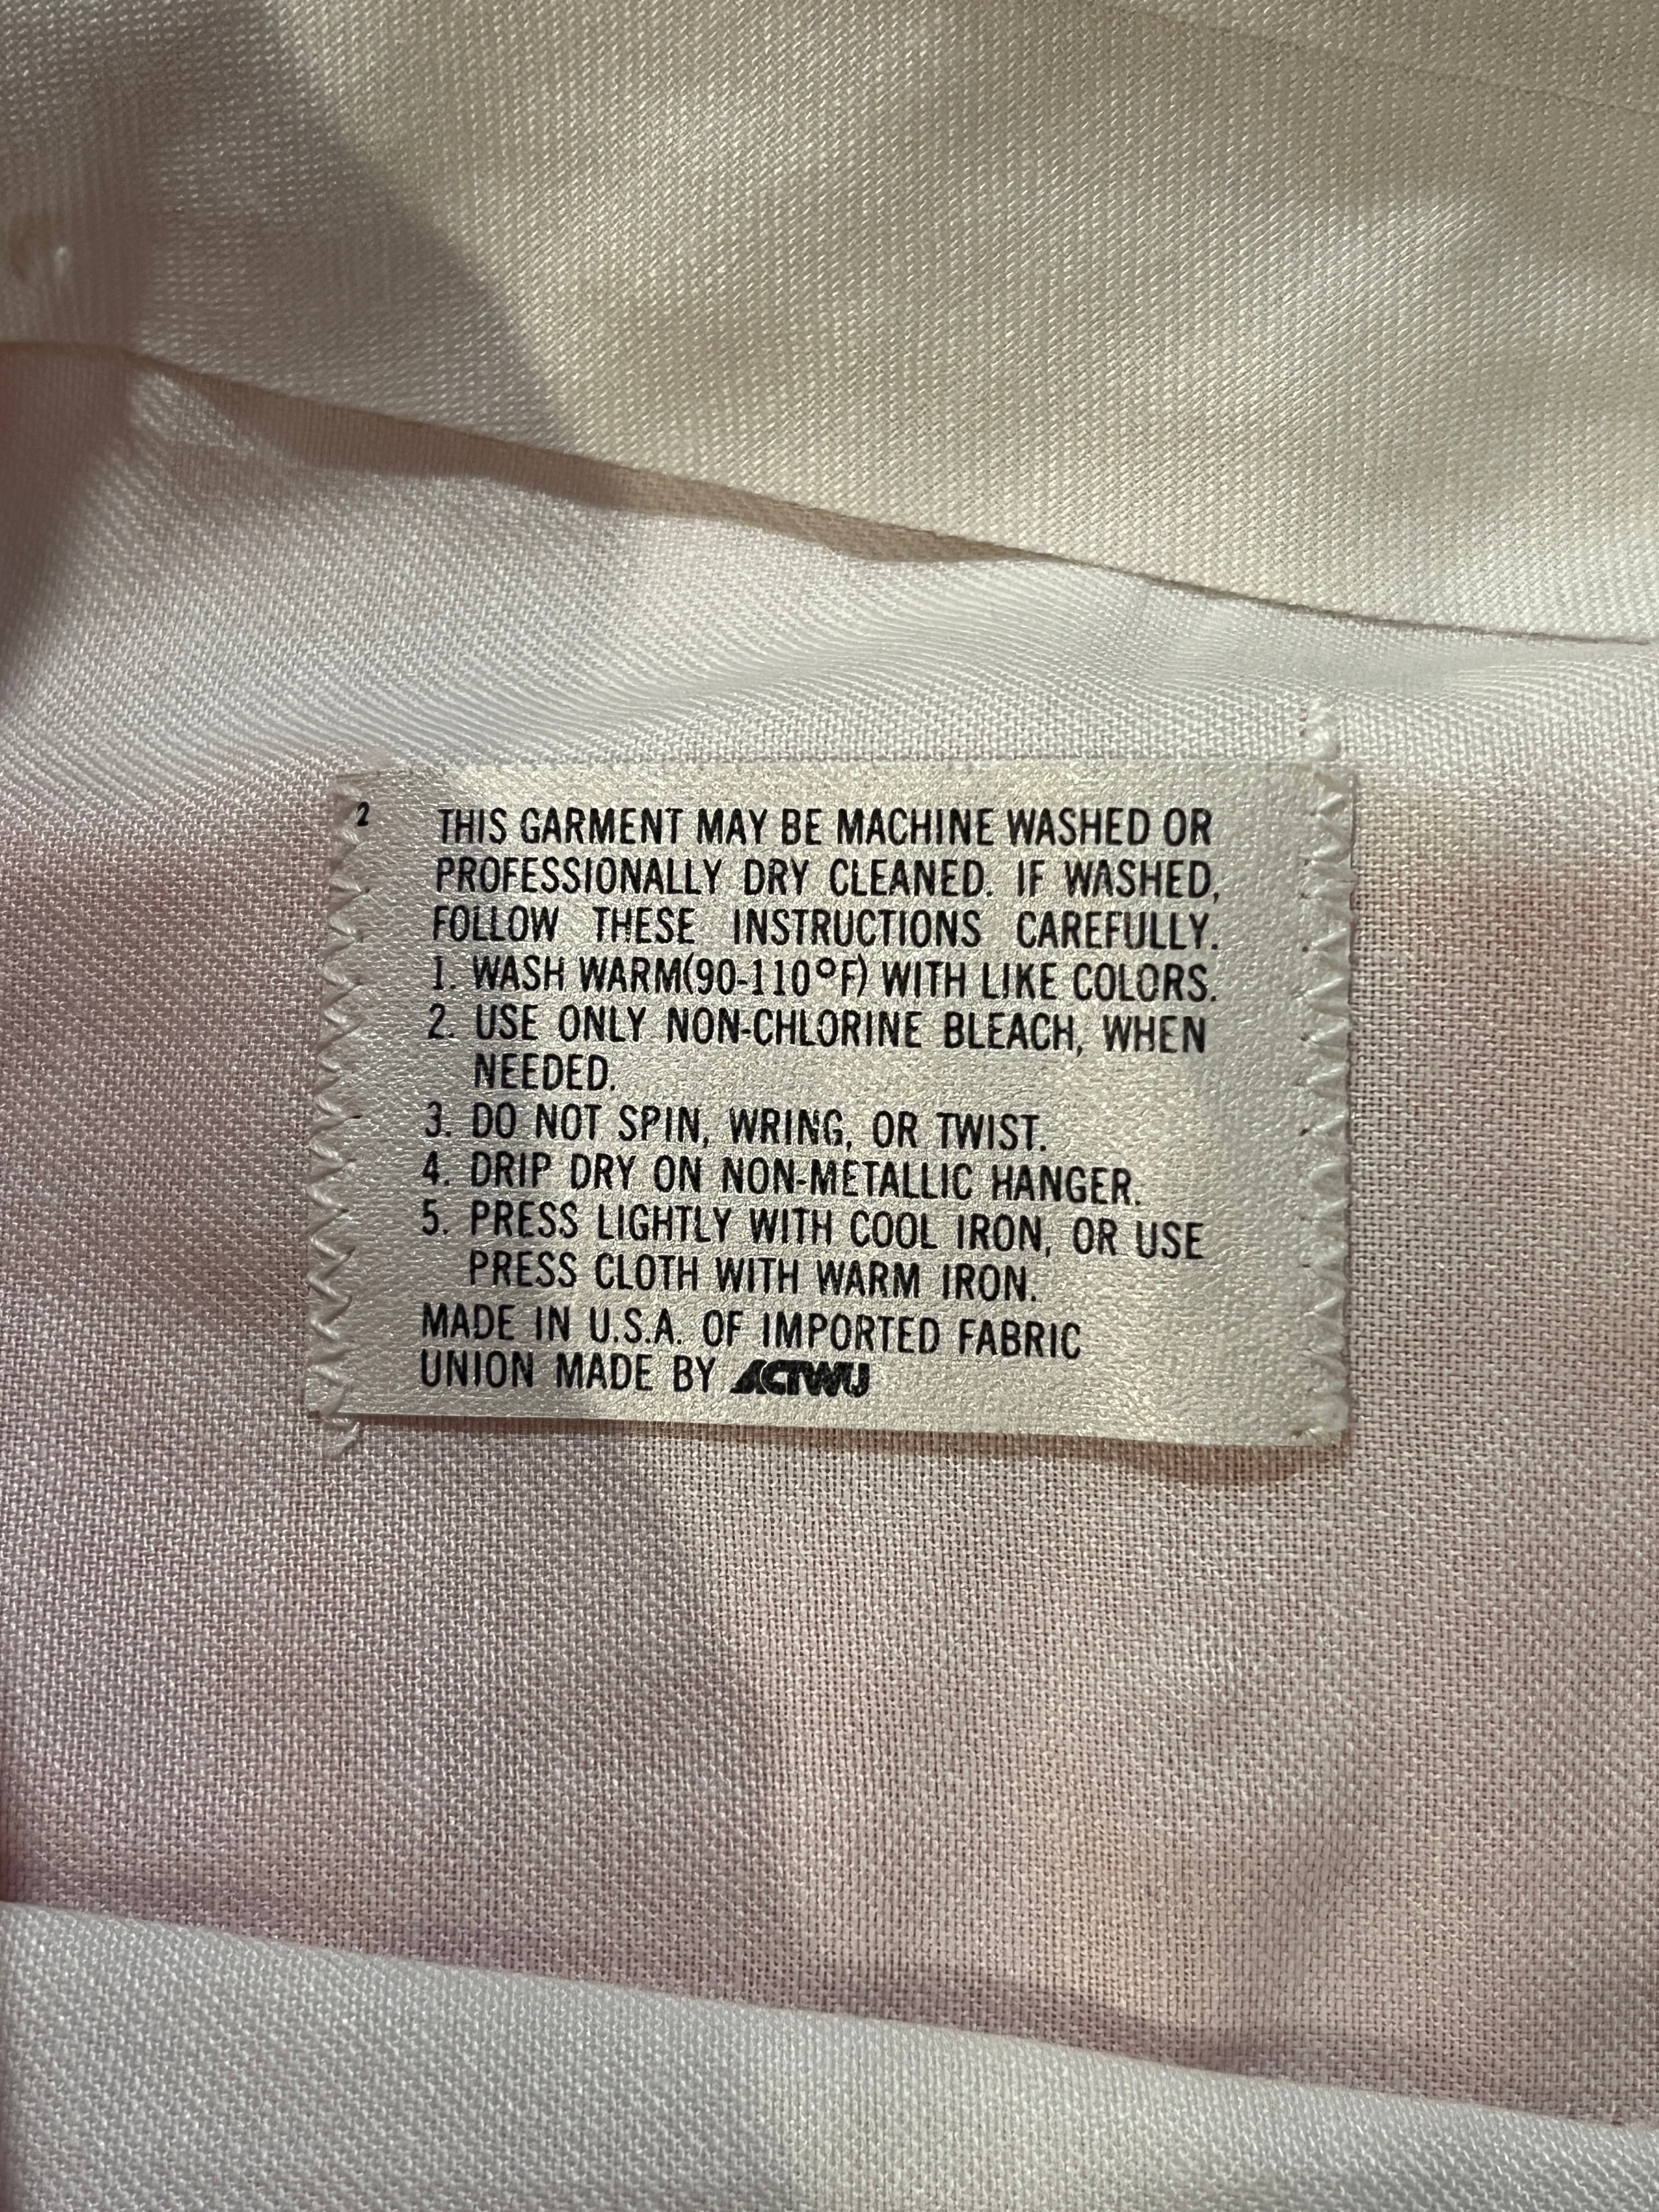 2
THIS GARMENT MAY BE MACHINE WASHED OR
PROFESSIONALLY DRY CLEANED. IF WASHED,
FOLLOW THESE INSTRUCTIONS CAREFULLY.
1. WASH WARM(90-110°F) WITH LIKE COLORS.
2. USE ONLY NON-CHLORINE BLEACH, WHEN
NEEDED.
3. DO NOT SPIN, WRING, OR TWIST.
4. DRIP DRY ON NON-METALLIC HANGER.
5. PRESS LIGHTLY WITH COOL IRON, OR USE
PRESS CLOTH WITH WARM IRON.
MADE IN U.S.A. OF IMPORTED FABRIC
UNION MADE BY ACTWU